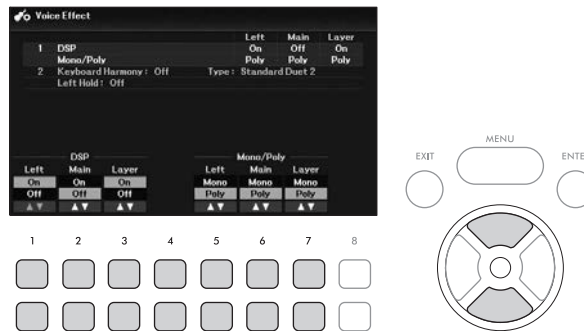 Voice Effect
Left Main Layer
1 DSP On Off On
Mono/Poly Poly Poly Poly
2 Keyboard Harmony : Off Type : Standard Duet 2
Left Hold : Off
DSP Mono/Poly
Left Main Layer Left Main Layer
On On On Mono Mono Mono
Off Off Off Poly Poly Poly
▲▼ ▲▼ ▲▼ ▲▼ ▲▼ ▲▼
1 2 3 4 5 6 7 8
MENU
EXIT ENTE